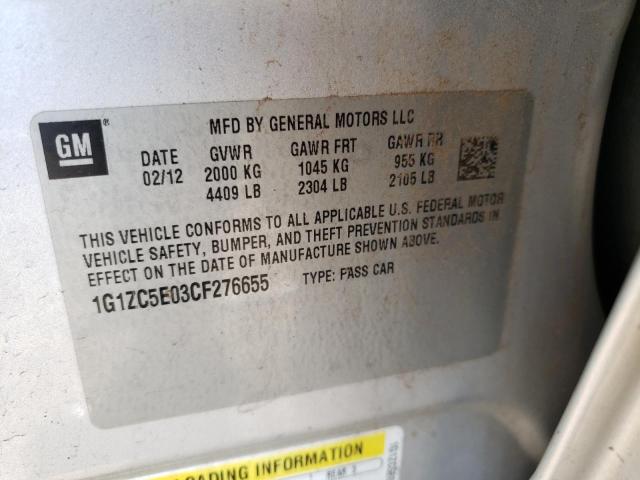 GM
MFD BY GENERAL MOTORS LLC
DATE GVWR GAWR FRT GAWR RR
02/12 2000 KG 1045 KG 955 KG
4409 LB 2304 LB 2105 LB
THIS VEHICLE CONFORMS TO ALL APPLICABLE U.S. FEDERAL MOTOR
VEHICLE SAFETY, BUMPER, AND THEFT PREVENTION STANDARDS IN
EFFECT ON THE DATE OF MANUFACTURE SHOWN ABOVE.
1G1ZC5E03CF276655 TYPE: PASS CAR
LOADING INFORMATION